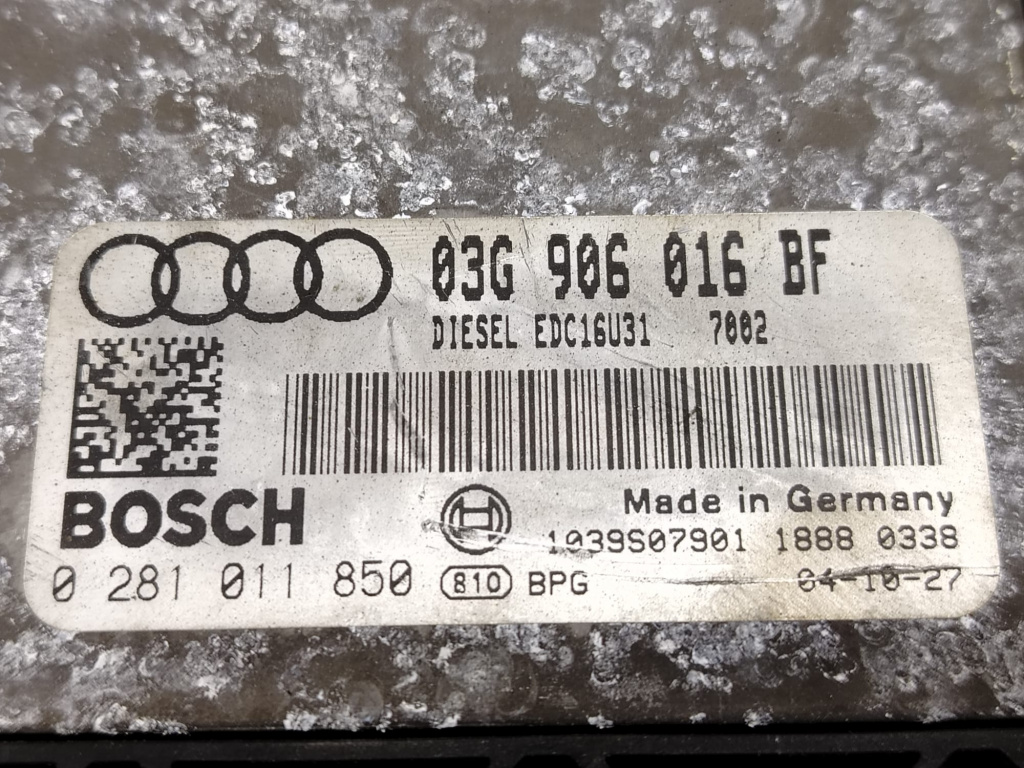 03G 906 016 BF
DIESEL EDC16U31 7002
BOSCH
Made in Germany
1039S07901 1888 0338
0 281 011 850 810 BPG 04-10-27